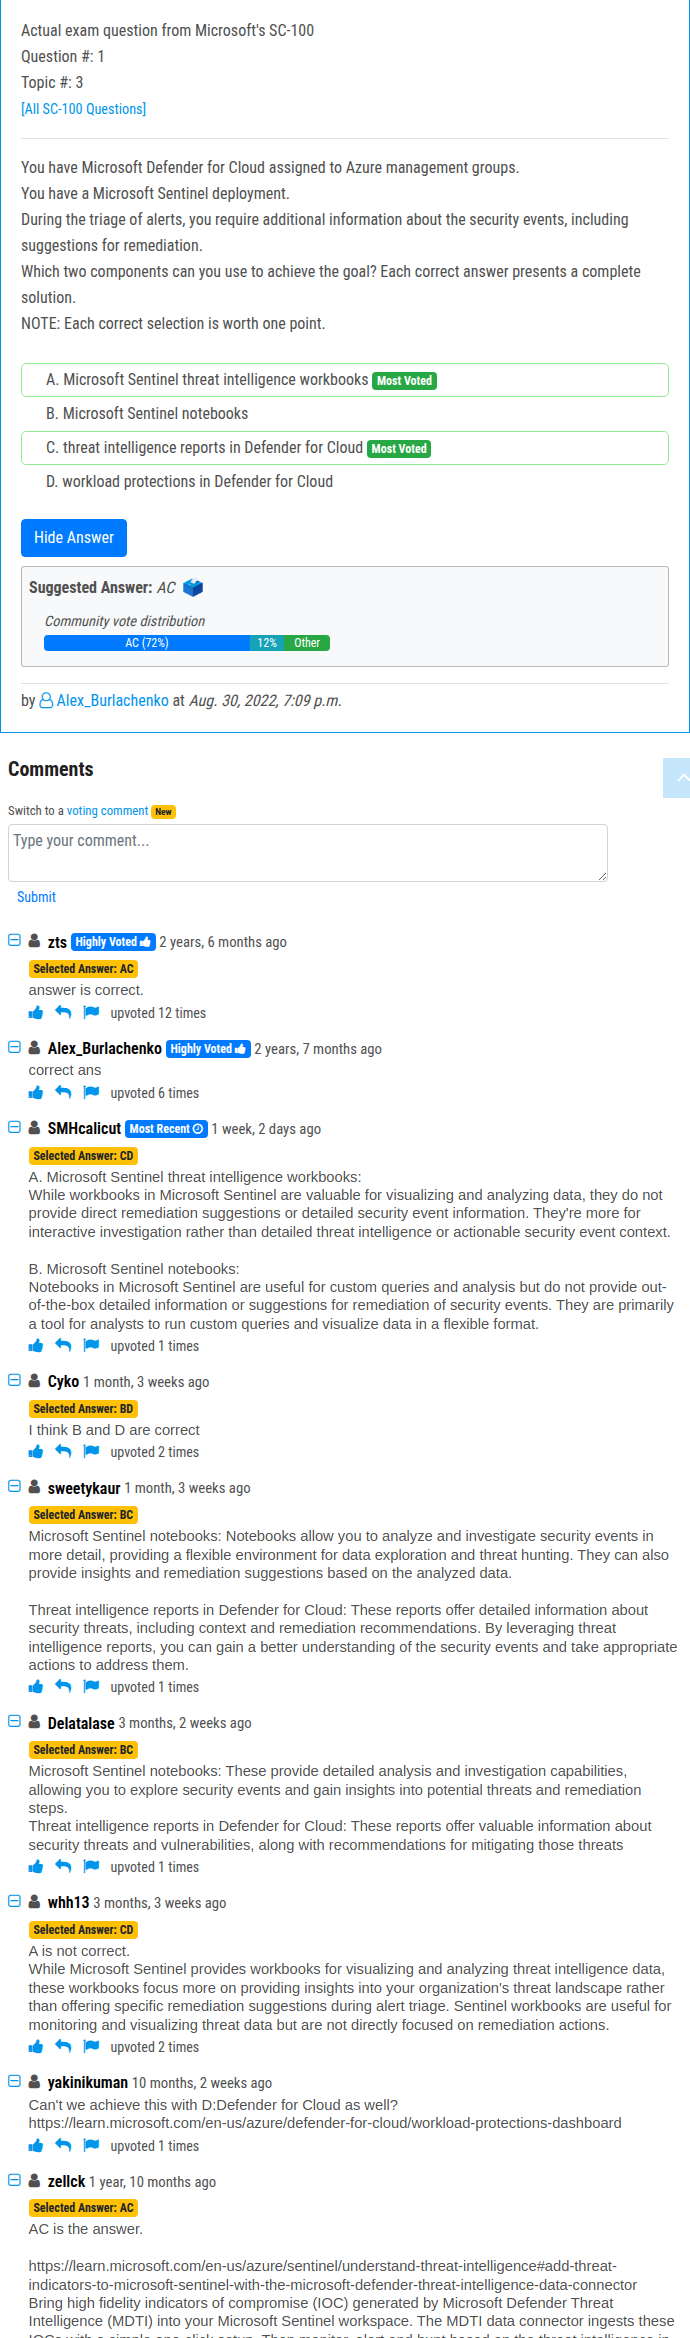 Actual exam question from Microsoft's SC-100
Question #: 1
Topic #: 3
[All SC-100 Questions]
You have Microsoft Defender for Cloud assigned to Azure management groups.
You have a Microsoft Sentinel deployment.
During the triage of alerts, you require additional information about the security events, including
suggestions for remediation.
Which two components can you use to achieve the goal? Each correct answer presents a complete
solution.
NOTE: Each correct selection is worth one point.
A. Microsoft Sentinel threat intelligence workbooks Most Voted
B. Microsoft Sentinel notebooks
C. threat intelligence reports in Defender for Cloud Most Voted
D. workload protections in Defender for Cloud
Hide Answer
Suggested Answer: AC
Community vote distribution
AC (72%) 12% Other
by Alex_Burlachenko at Aug. 30, 2022, 7:09 p.m.
Comments
Switch to a voting comment New
Type your comment...
Submit
zts Highly Voted 2 years, 6 months ago
Selected Answer: AC
answer is correct.
upvoted 12 times
Alex_Burlachenko Highly Voted 2 years, 7 months ago
correct ans
upvoted 6 times
SMHcalicut Most Recent 1 week, 2 days ago
Selected Answer: CD
A. Microsoft Sentinel threat intelligence workbooks:
While workbooks in Microsoft Sentinel are valuable for visualizing and analyzing data, they do not
provide direct remediation suggestions or detailed security event information. They're more for
interactive investigation rather than detailed threat intelligence or actionable security event context.
B. Microsoft Sentinel notebooks:
Notebooks in Microsoft Sentinel are useful for custom queries and analysis but do not provide out-
of-the-box detailed information or suggestions for remediation of security events. They are primarily
a tool for analysts to run custom queries and visualize data in a flexible format.
upvoted 1 times
Cyko 1 month, 3 weeks ago
Selected Answer: BD
I think B and D are correct
upvoted 2 times
sweetykaur 1 month, 3 weeks ago
Selected Answer: BC
Microsoft Sentinel notebooks: Notebooks allow you to analyze and investigate security events in
more detail, providing a flexible environment for data exploration and threat hunting. They can also
provide insights and remediation suggestions based on the analyzed data.
Threat intelligence reports in Defender for Cloud: These reports offer detailed information about
security threats, including context and remediation recommendations. By leveraging threat
intelligence reports, you can gain a better understanding of the security events and take appropriate
actions to address them.
upvoted 1 times
Delatalase 3 months, 2 weeks ago
Selected Answer: BC
Microsoft Sentinel notebooks: These provide detailed analysis and investigation capabilities,
allowing you to explore security events and gain insights into potential threats and remediation
steps.
Threat intelligence reports in Defender for Cloud: These reports offer valuable information about
security threats and vulnerabilities, along with recommendations for mitigating those threats
upvoted 1 times
whh13 3 months, 3 weeks ago
Selected Answer: CD
A is not correct.
While Microsoft Sentinel provides workbooks for visualizing and analyzing threat intelligence data,
these workbooks focus more on providing insights into your organization's threat landscape rather
than offering specific remediation suggestions during alert triage. Sentinel workbooks are useful for
monitoring and visualizing threat data but are not directly focused on remediation actions.
upvoted 2 times
yakinikuman 10 months, 2 weeks ago
Can't we achieve this with D:Defender for Cloud as well?
https://learn.microsoft.com/en-us/azure/defender-for-cloud/workload-protections-dashboard
upvoted 1 times
zellck 1 year, 10 months ago
Selected Answer: AC
AC is the answer.
https://learn.microsoft.com/en-us/azure/sentinel/understand-threat-intelligence#add-threat-
indicators-to-microsoft-sentinel-with-the-microsoft-defender-threat-intelligence-data-connector
Bring high fidelity indicators of compromise (IOC) generated by Microsoft Defender Threat
Intelligence (MDTI) into your Microsoft Sentinel workspace. The MDTI data connector ingests these